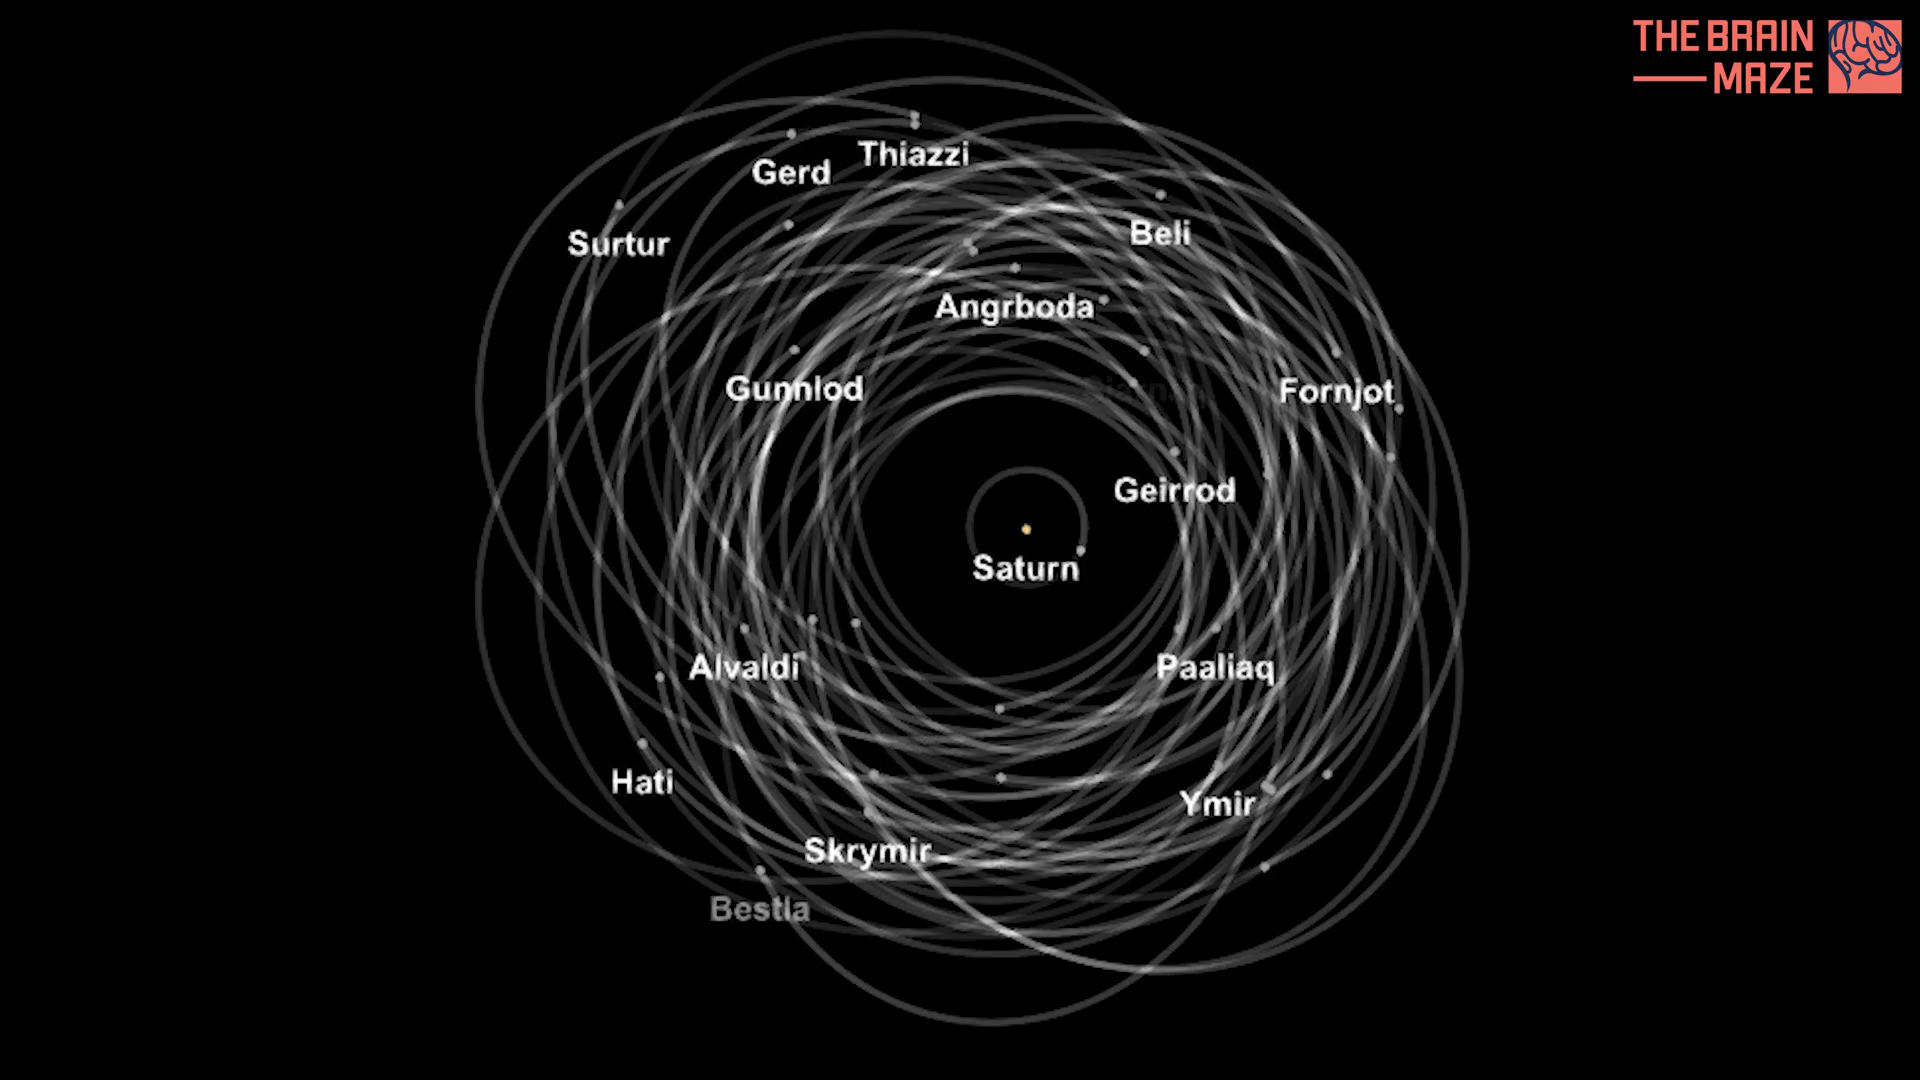 THE BRAIN
MAZE
Thiazzi
Gerd
Surtur
Beli
Angrboda
Gunnlod
Fornjot
Geirrod
Saturn
Alvaldi
Paaliaq
Hati
Ymir
Skrymir
Bestla